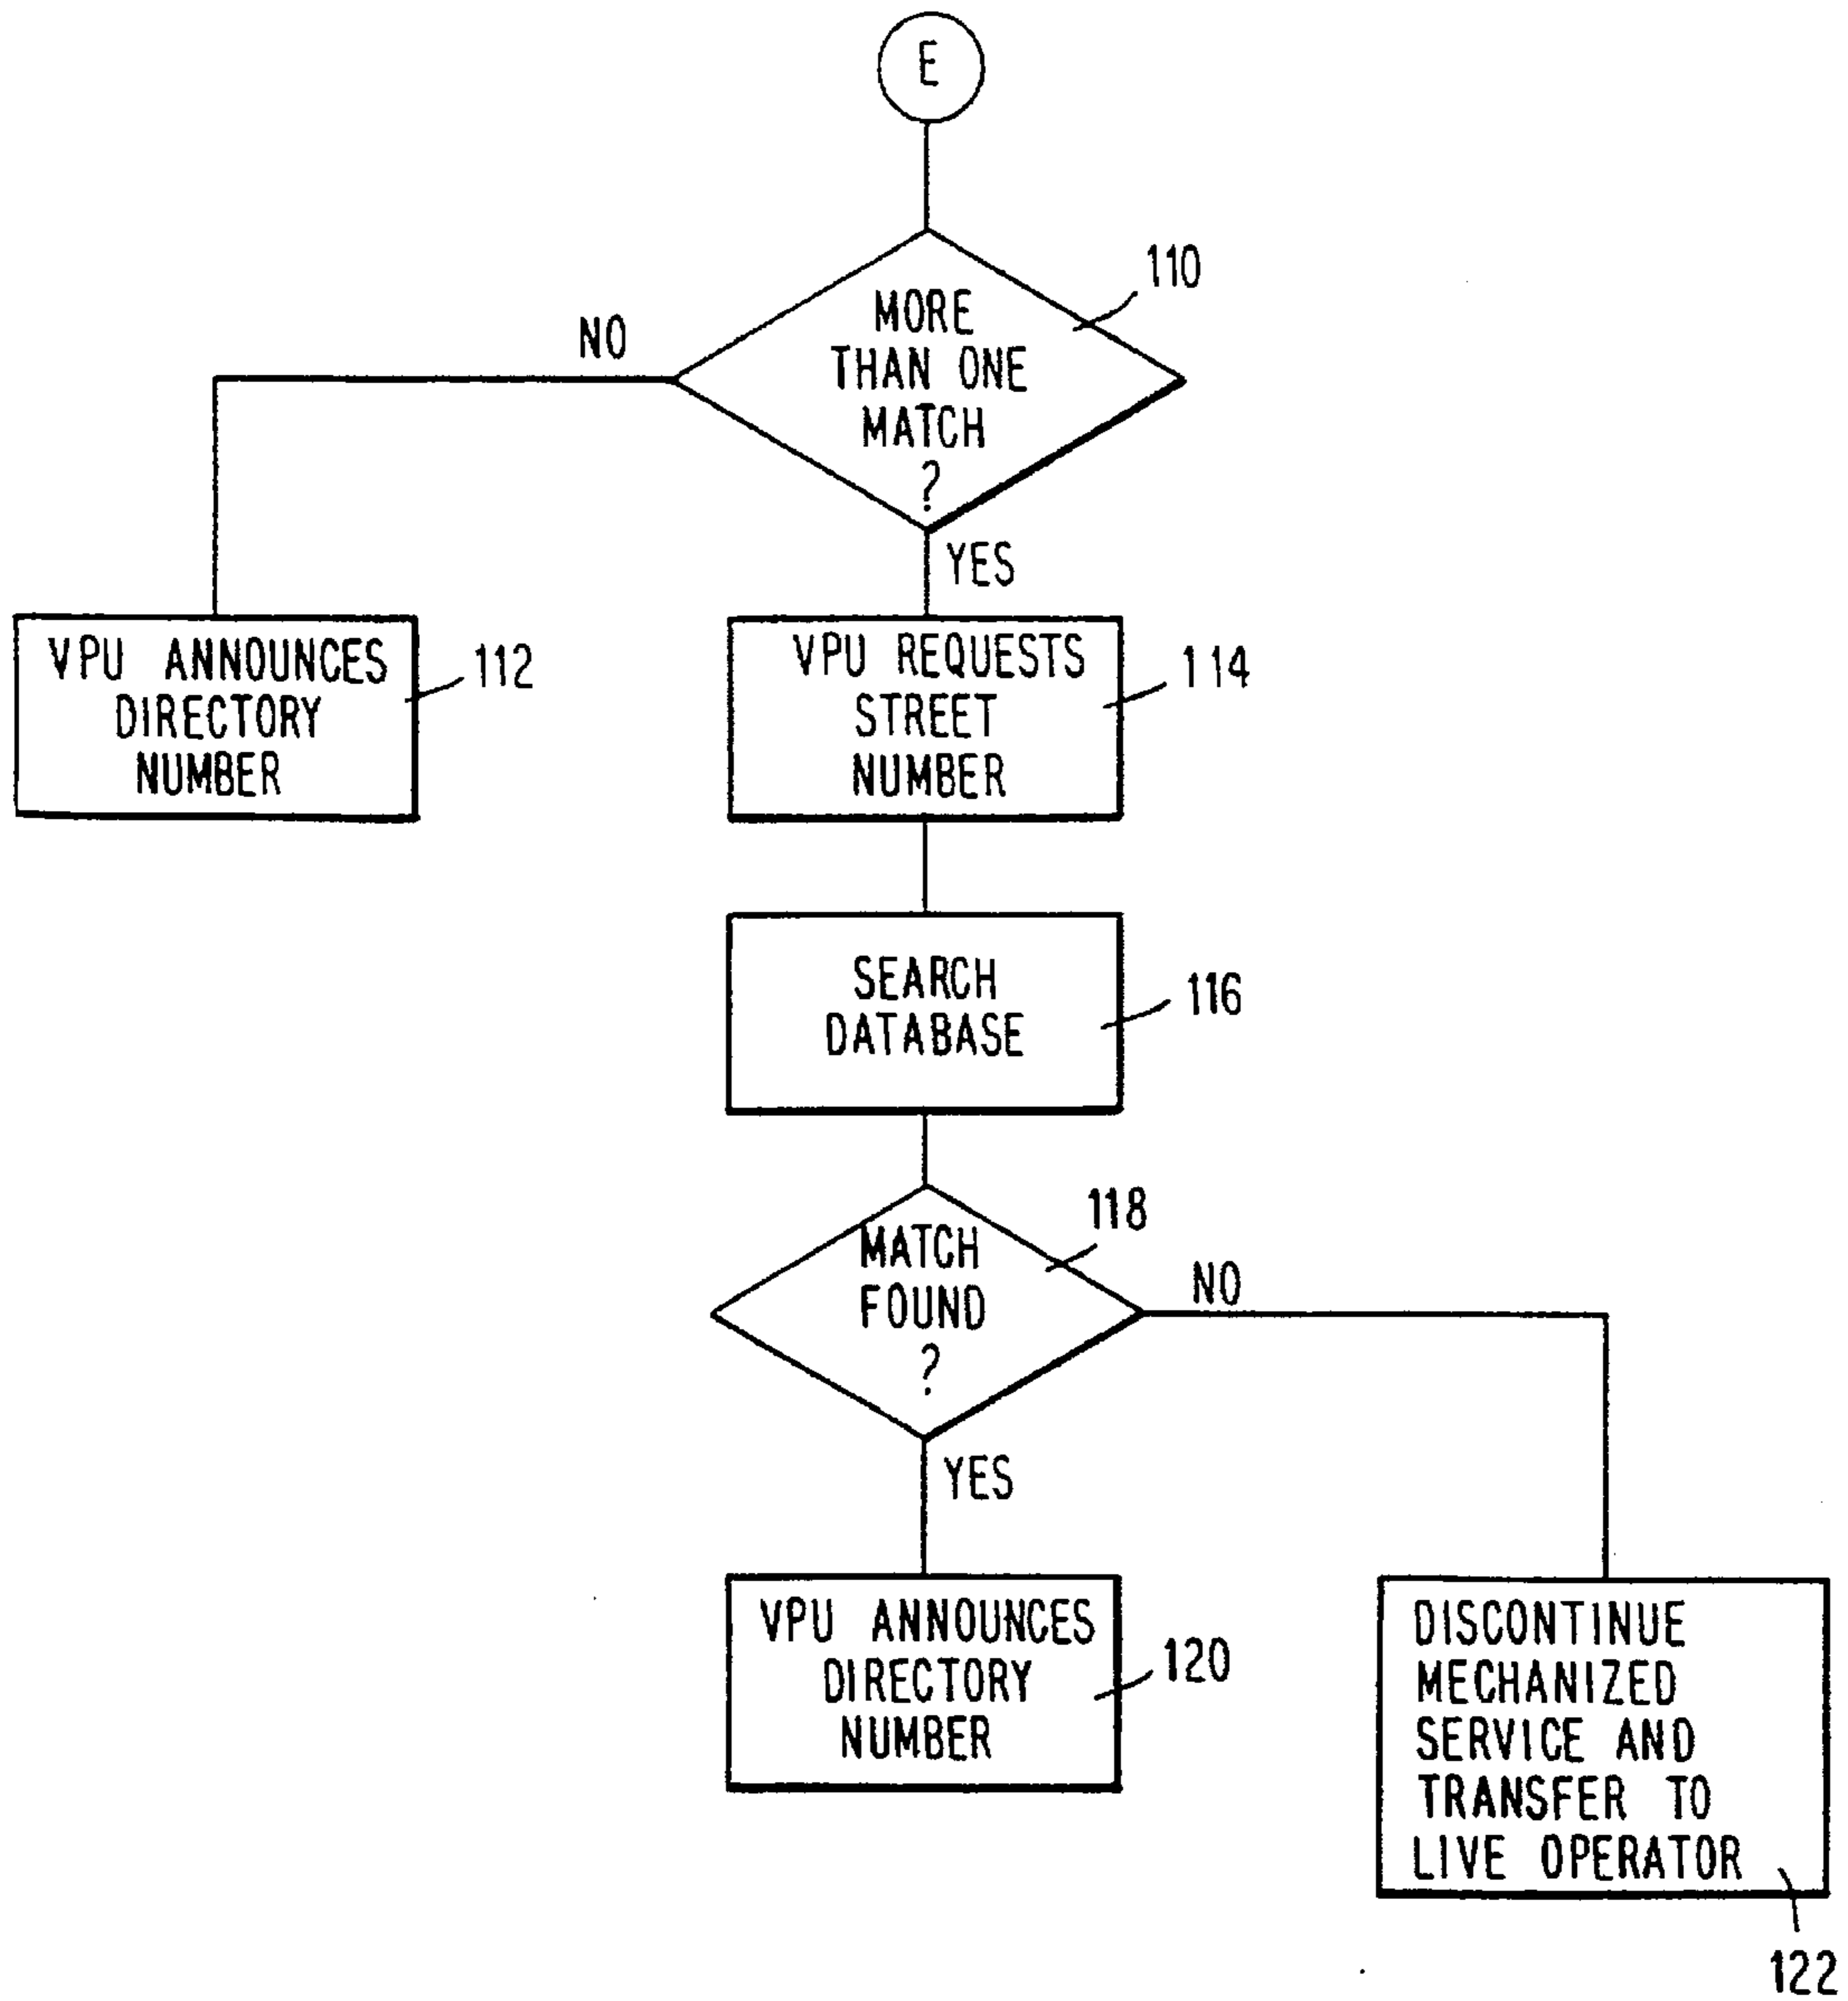 E
110
MORE
THAN ONE
MATCH
?
NO
YES
VPU ANNOUNCES
DIRECTORY
NUMBER
112
VPU REQUESTS
STREET
NUMBER
114
SEARCH
DATABASE
116
118
MATCH
FOUND
?
NO
YES
VPU ANNOUNCES
DIRECTORY
NUMBER
120
DISCONTINUE
MECHANIZED
SERVICE AND
TRANSFER TO
LIVE OPERATOR
122